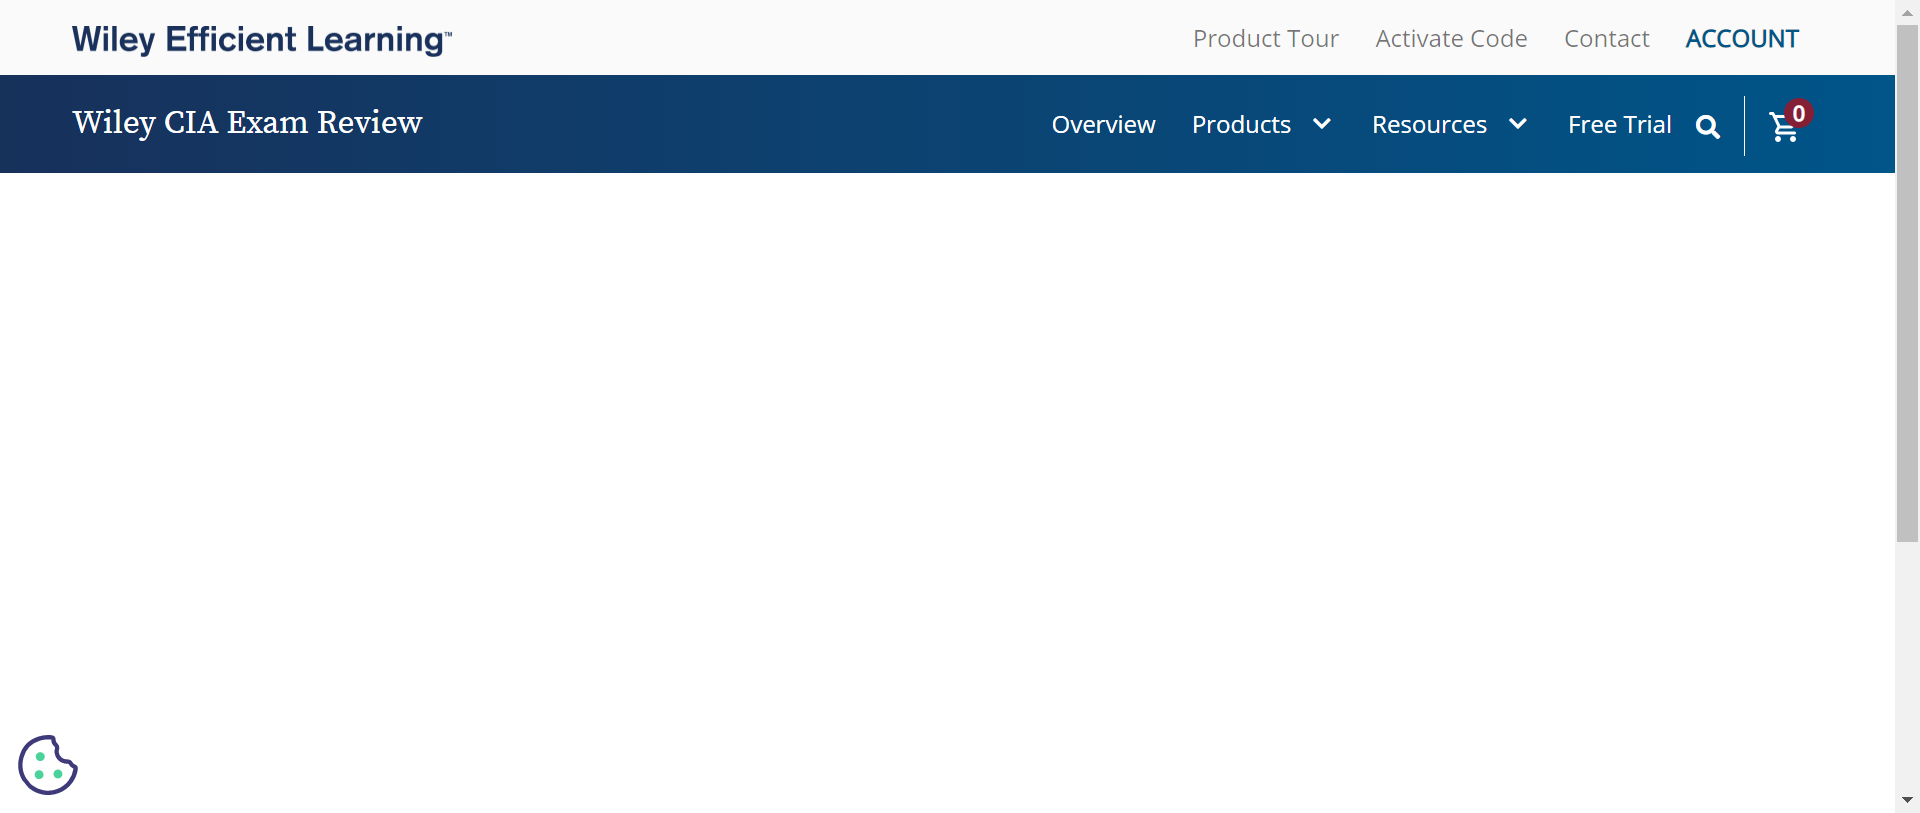 Wiley Efficient Learning™
Product Tour Activate Code Contact ACCOUNT
Wiley CIA Exam Review
Overview Products Resources Free Trial 0